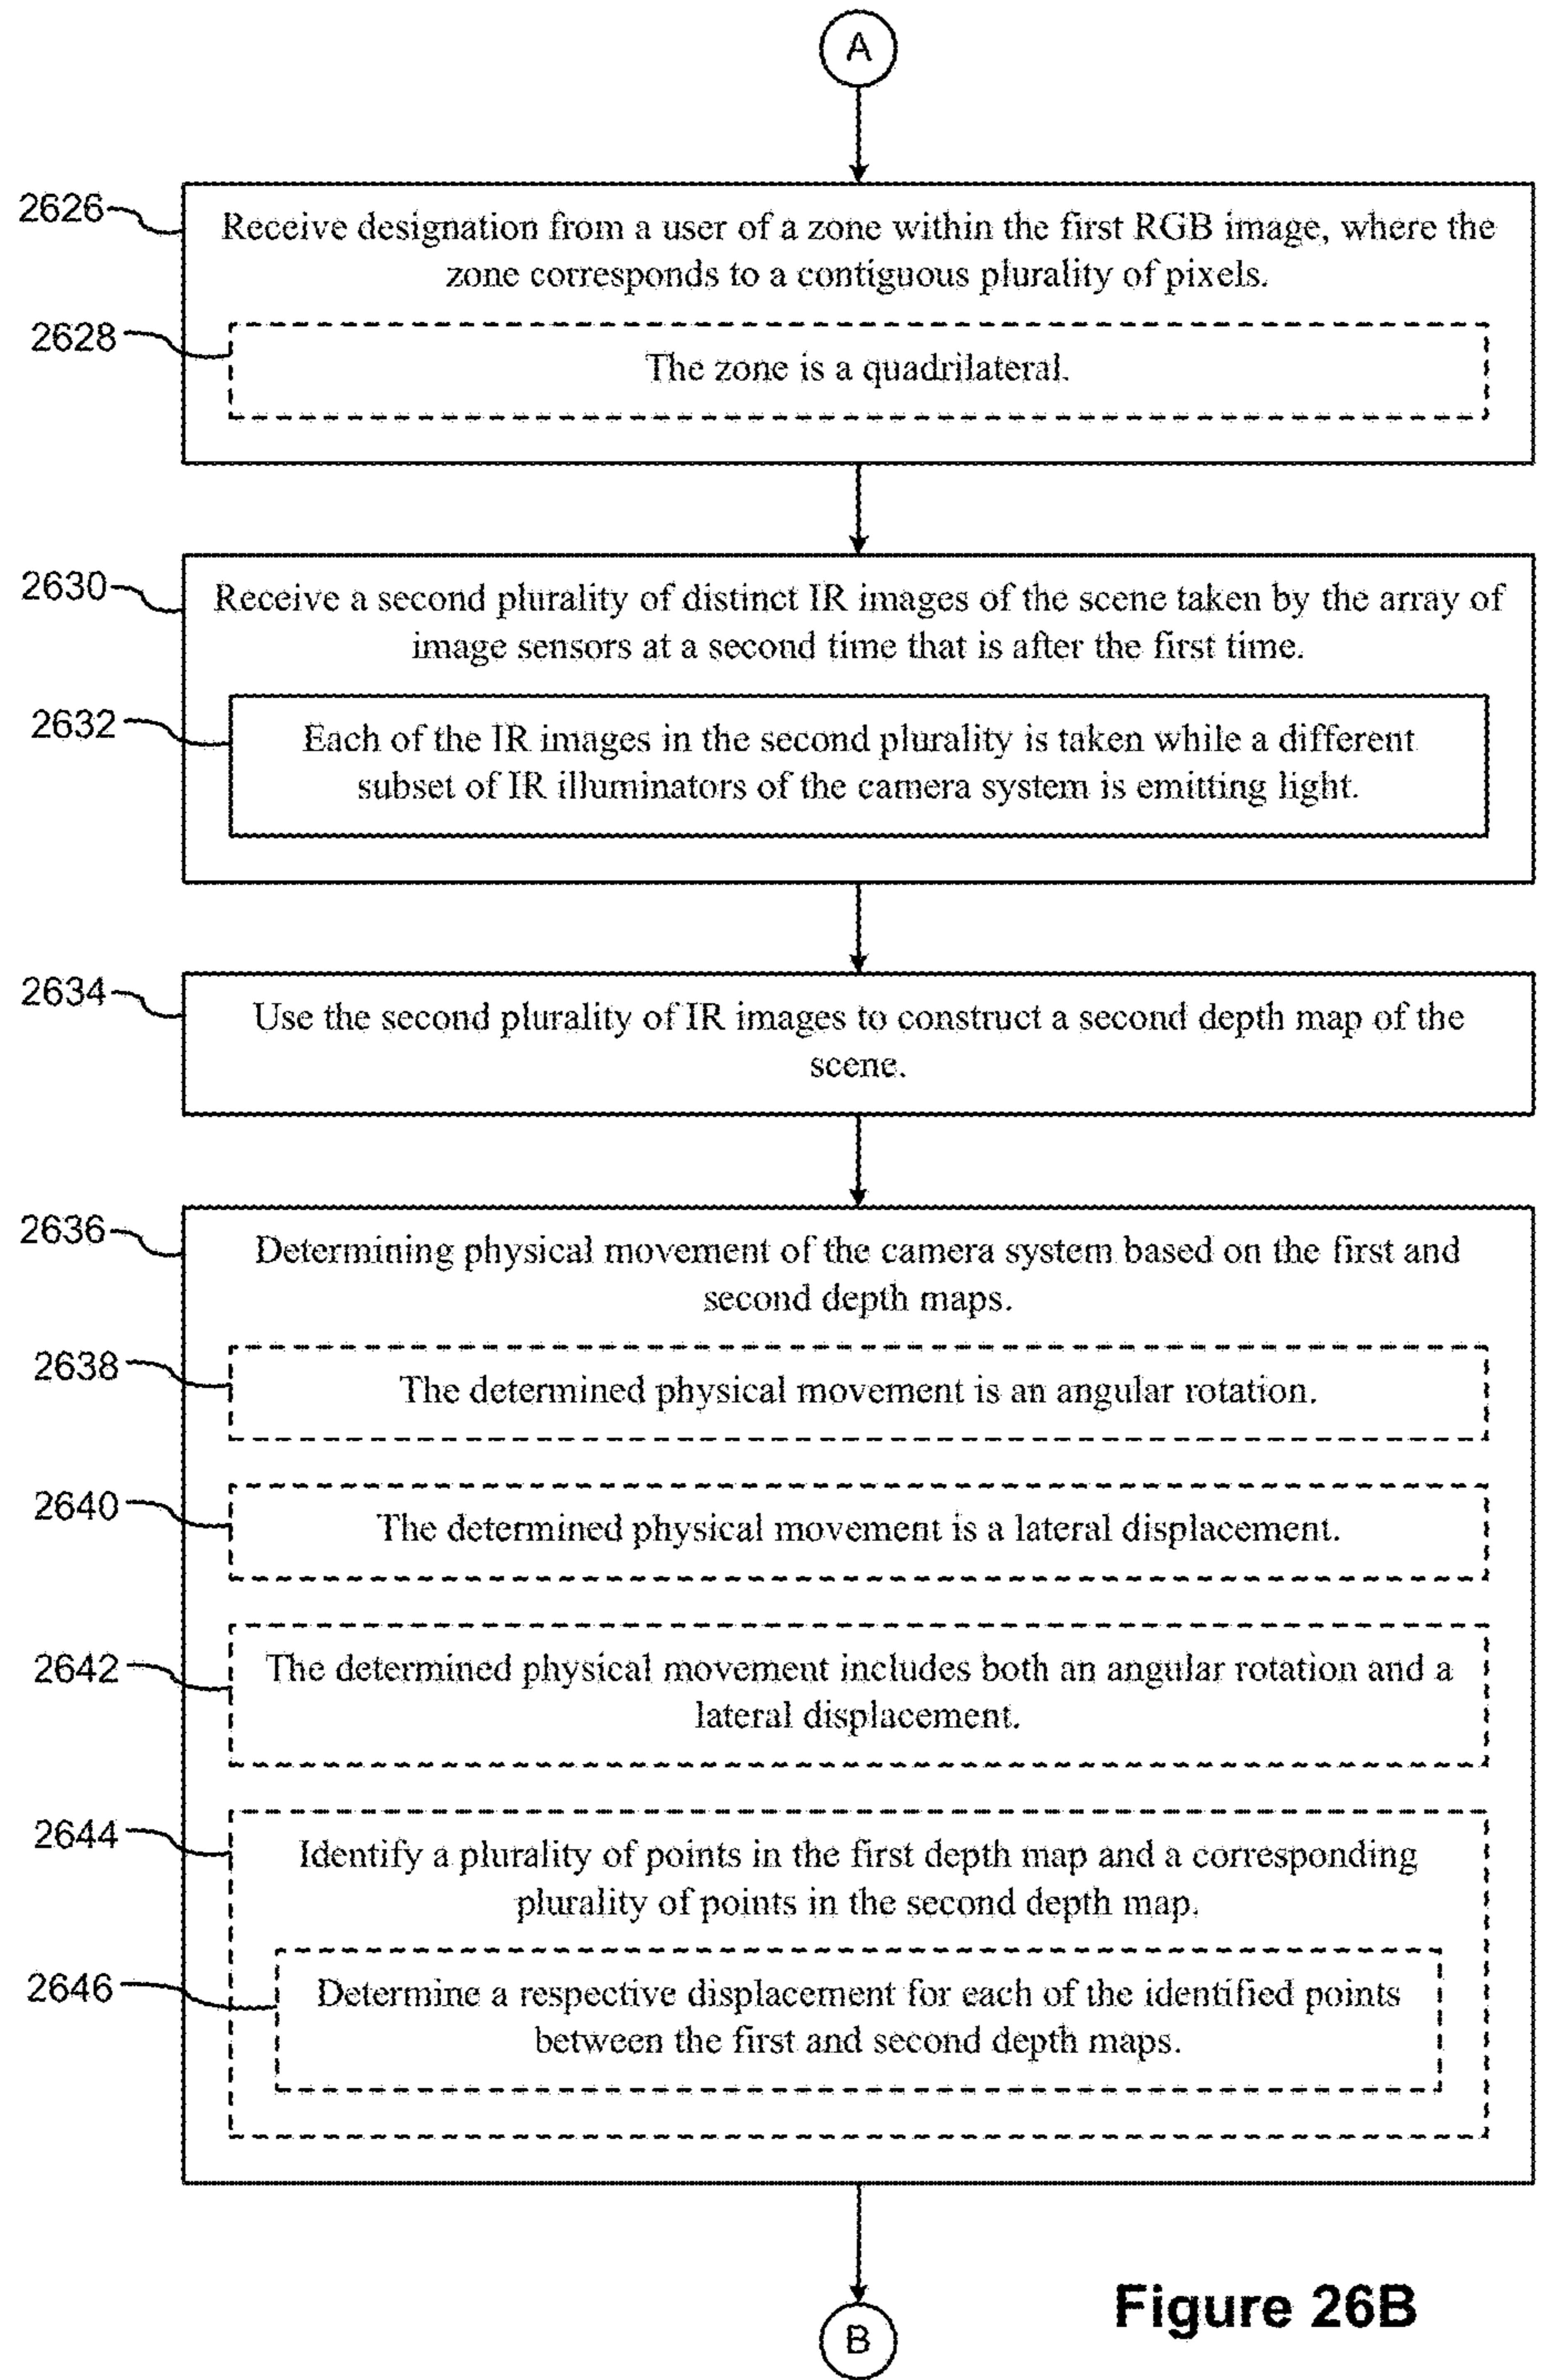 A
2626
Receive designation from a user of a zone within the first RGB image, where the
zone corresponds to a contiguous plurality of pixels.
2628
The zone is a quadrilateral.
2630
Receive a second plurality of distinct IR images of the scene taken by the array of
image sensors at a second time that is after the first time.
2632
Each of the IR images in the second plurality is taken while a different
subset of IR illuminators of the camera system is emitting light.
2634
Use the second plurality of IR images to construct a second depth map of the
scene.
2636
Determining physical movement of the camera system based on the first and
second depth maps.
2638
The determined physical movement is an angular rotation.
2640
The determined physical movement is a lateral displacement.
2642
The determined physical movement includes both an angular rotation and a
lateral displacement.
2644
Identify a plurality of points in the first depth map and a corresponding
plurality of points in the second depth map.
2646
Determine a respective displacement for each of the identified points
between the first and second depth maps.
B
Figure 26B